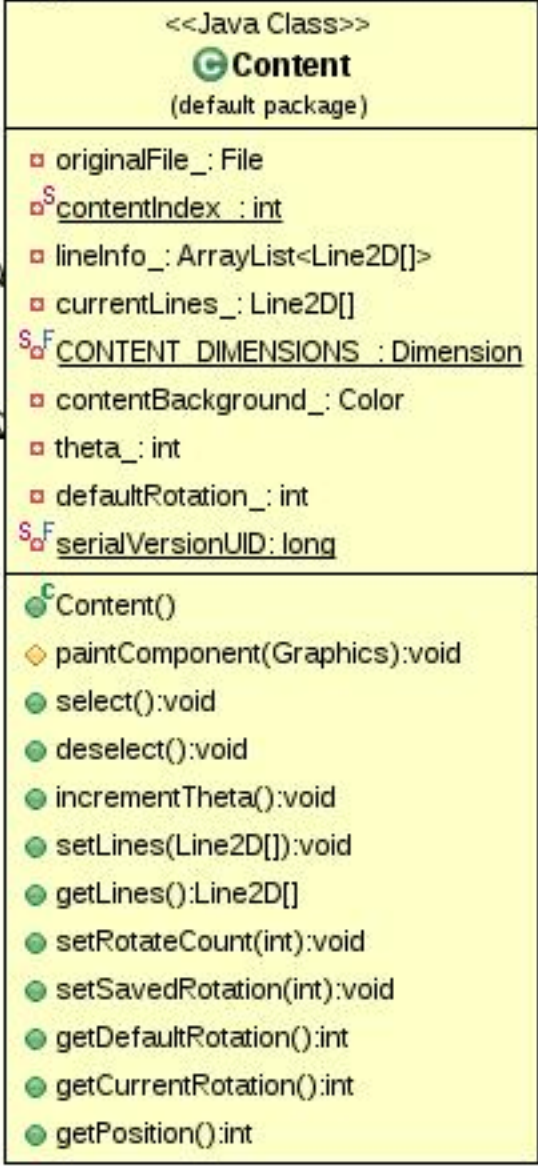 <<Java Class>>
C Content
(default package)
originalFile_: File
S contentIndex_: int
lineInfo_: ArrayList<Line2D[]>
currentLines_: Line2D[]
S F CONTENT_DIMENSIONS_: Dimension
contentBackground_: Color
theta_: int
defaultRotation_: int
S F serialVersionUID: long
C Content()
paintComponent(Graphics):void
select():void
deselect():void
incrementTheta():void
setLines(Line2D[]):void
getLines():Line2D[]
setRotateCount(int):void
setSavedRotation(int):void
getDefaultRotation():int
getCurrentRotation():int
getPosition():int